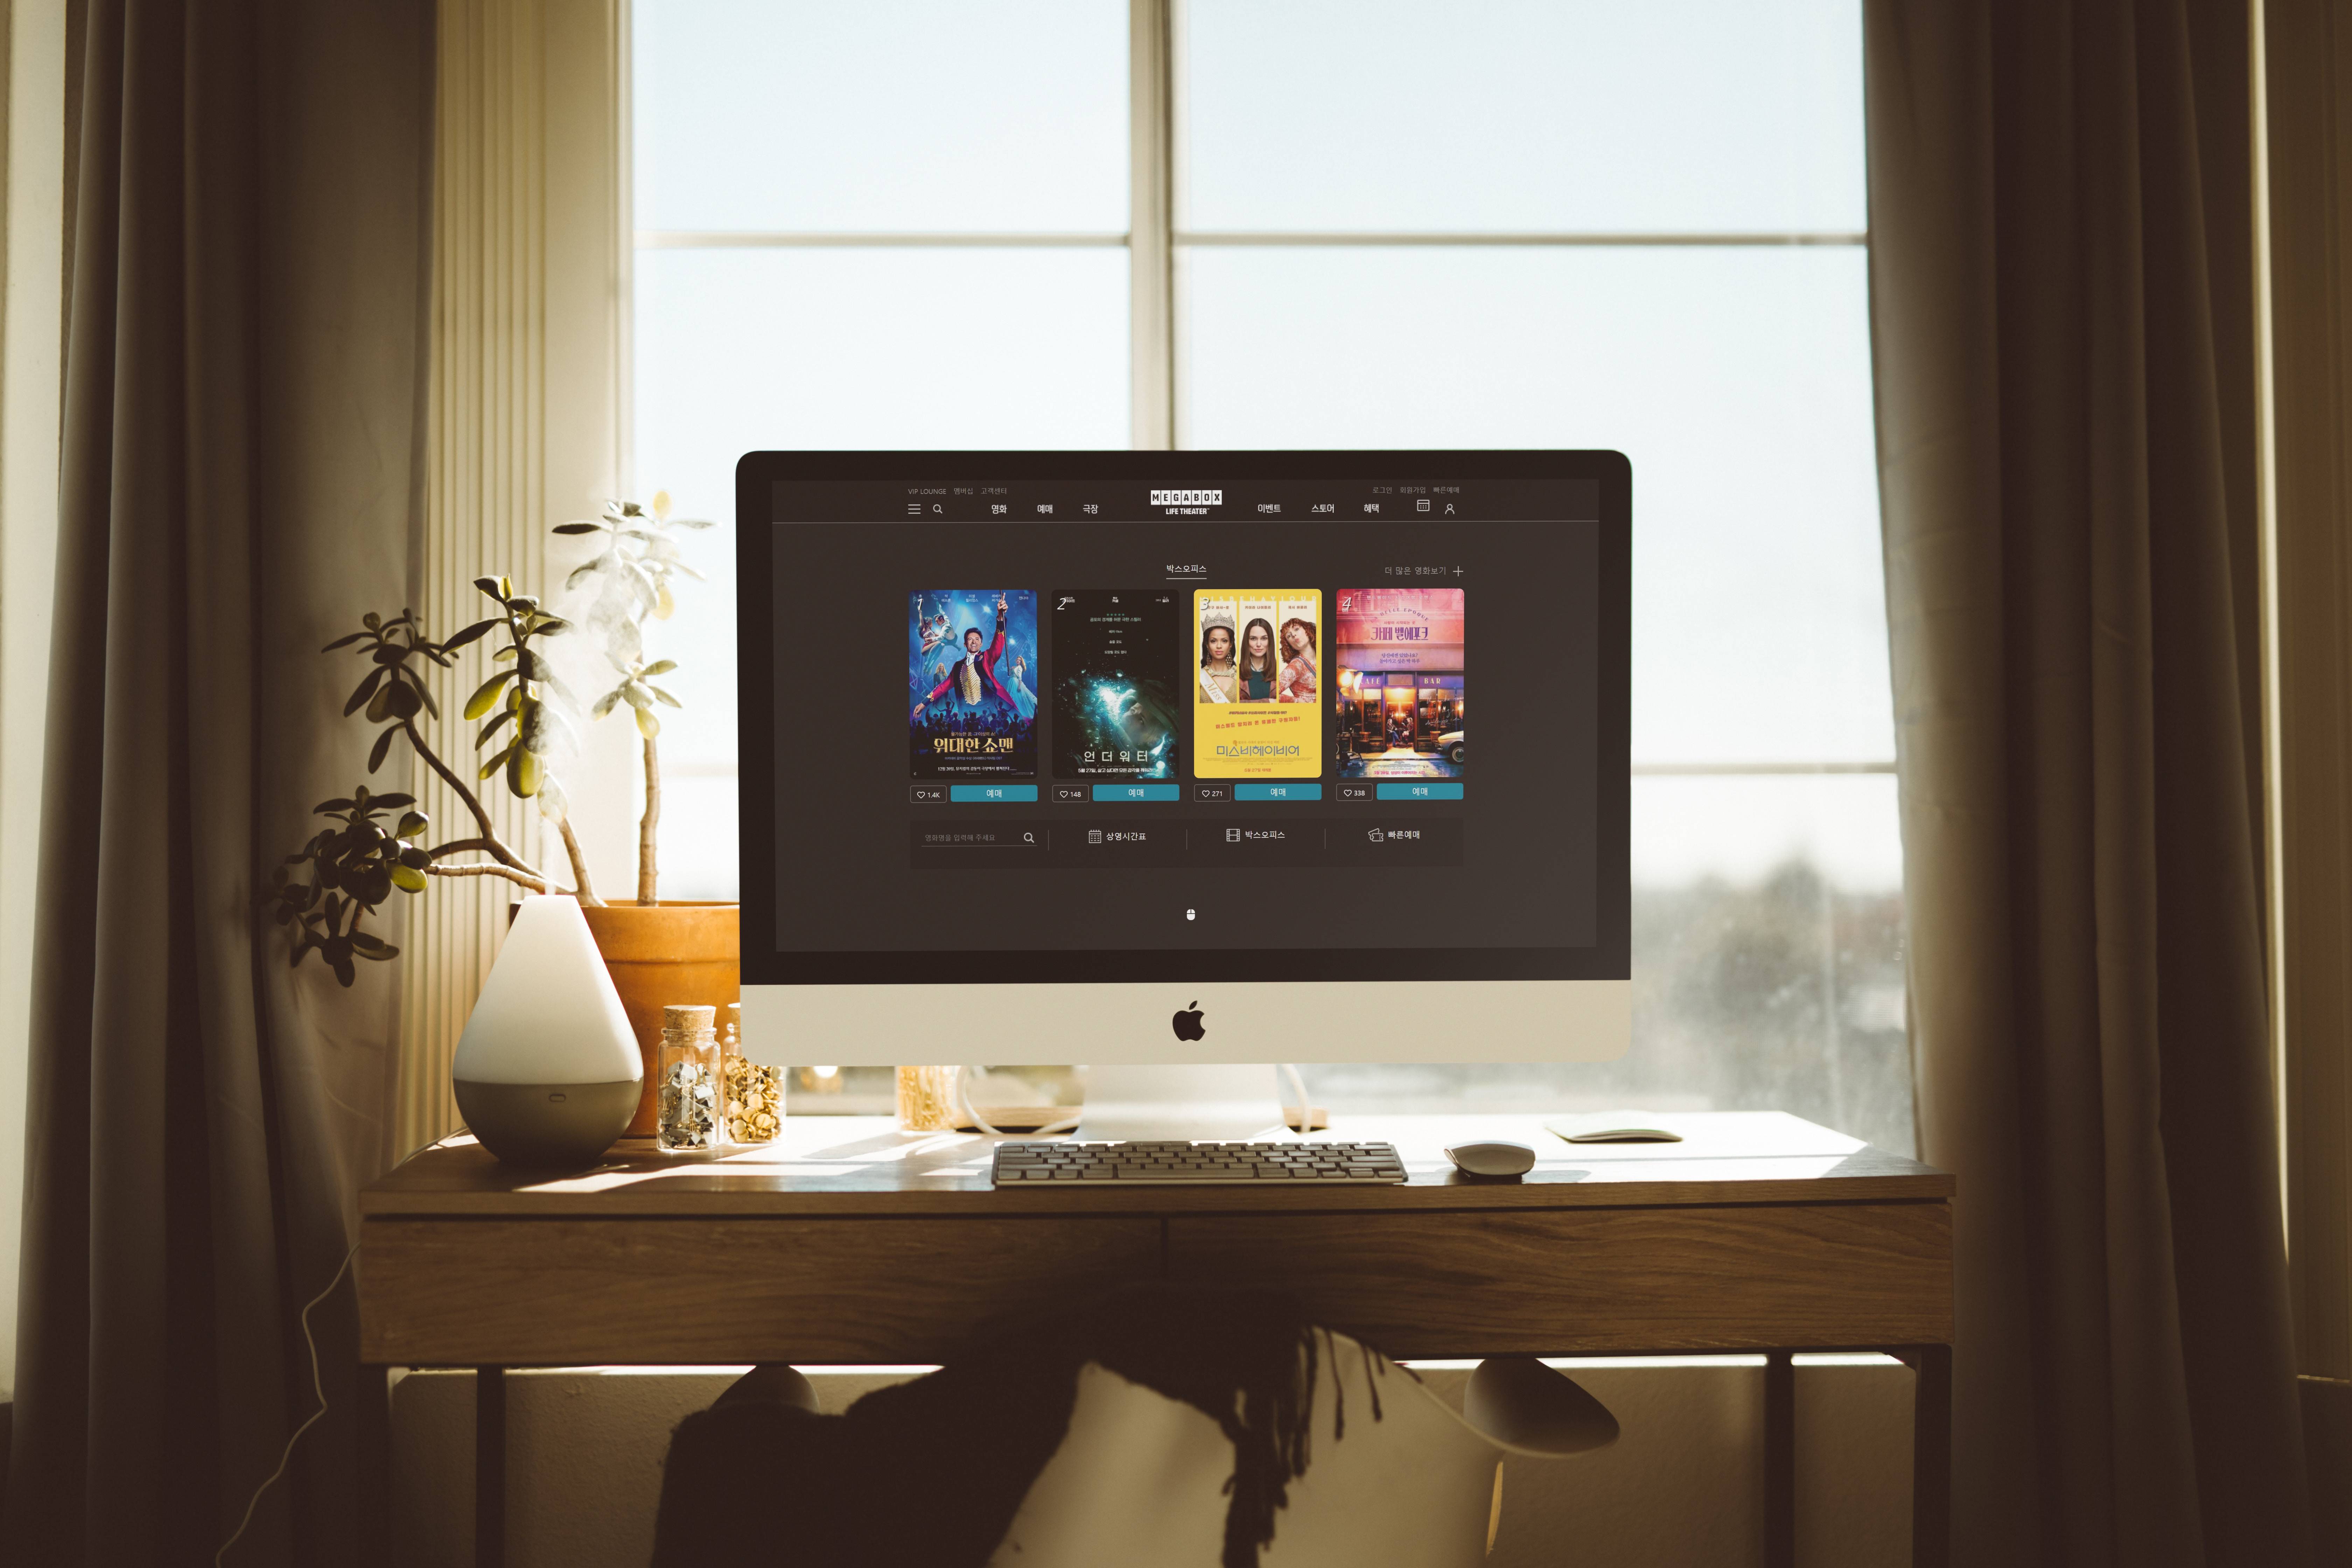 VIP LOUNGE 멤버십 고객센터
로그인 회원가입 빠른예매
영화 예매 극장
MEGABOX
LIFE THEATER
이벤트 스토어 혜택
박스오피스
더 많은 영화보기
1
위대한 쇼맨
2
언더워터
3
MISBEHAVIOUR
미스비헤이비어
4
카페 벨에포크
BAR
1.4K 예매
148 예매
271 예매
338 예매
영화명을 입력해 주세요
상영시간표
박스오피스
빠른예매